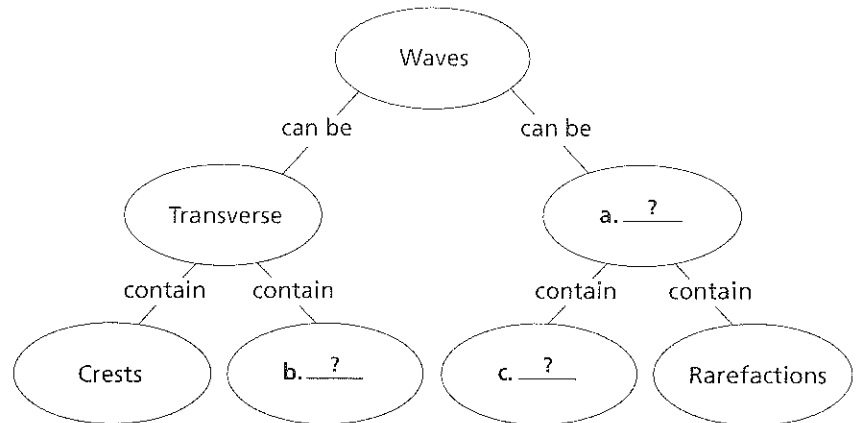 Waves
can be can be
Transverse a. ?
contain contain contain contain
Crests b. ? c. ? Rarefactions